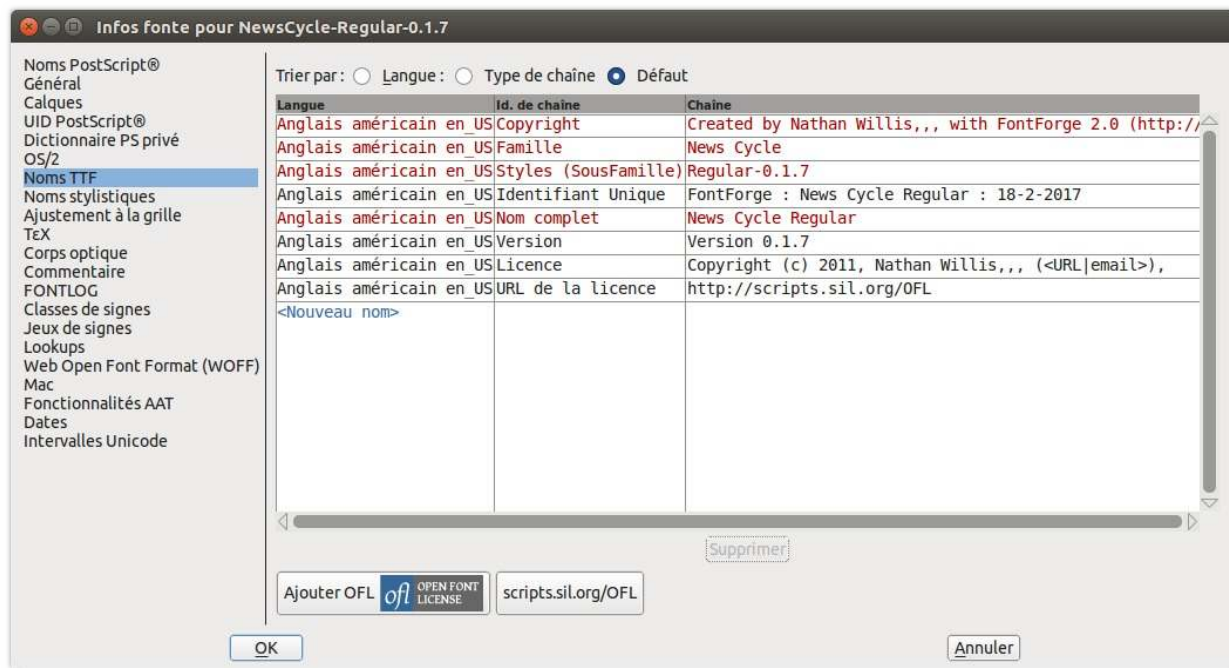 Infos fonte pour NewsCycle-Regular-0.1.7
Noms PostScript®
Général
Calques
UID PostScript®
Dictionnaire PS privé
OS/2
Noms TTF
Noms stylistiques
Ajustement à la grille
TεX
Corps optique
Commentaire
FONTLOG
Classes de signes
Jeux de signes
Lookups
Web Open Font Format (WOFF)
Mac
Fonctionnalités AAT
Dates
Intervalles Unicode
Trier par : Langue : Type de chaîne Défaut
Langue Id. de chaîne Chaîne
Anglais américain en_US Copyright Created by Nathan Willis,,, with FontForge 2.0 (http:/
Anglais américain en_US Famille News Cycle
Anglais américain en_US Styles (SousFamille) Regular-0.1.7
Anglais américain en_US Identifiant Unique FontForge : News Cycle Regular : 18-2-2017
Anglais américain en_US Nom complet News Cycle Regular
Anglais américain en_US Version Version 0.1.7
Anglais américain en_US Licence Copyright (c) 2011, Nathan Willis,,, (<URL|email>),
Anglais américain en_US URL de la licence http://scripts.sil.org/OFL
<Nouveau nom>
Supprimer
Ajouter OFL ofl OPEN FONT LICENSE scripts.sil.org/OFL
OK Annuler